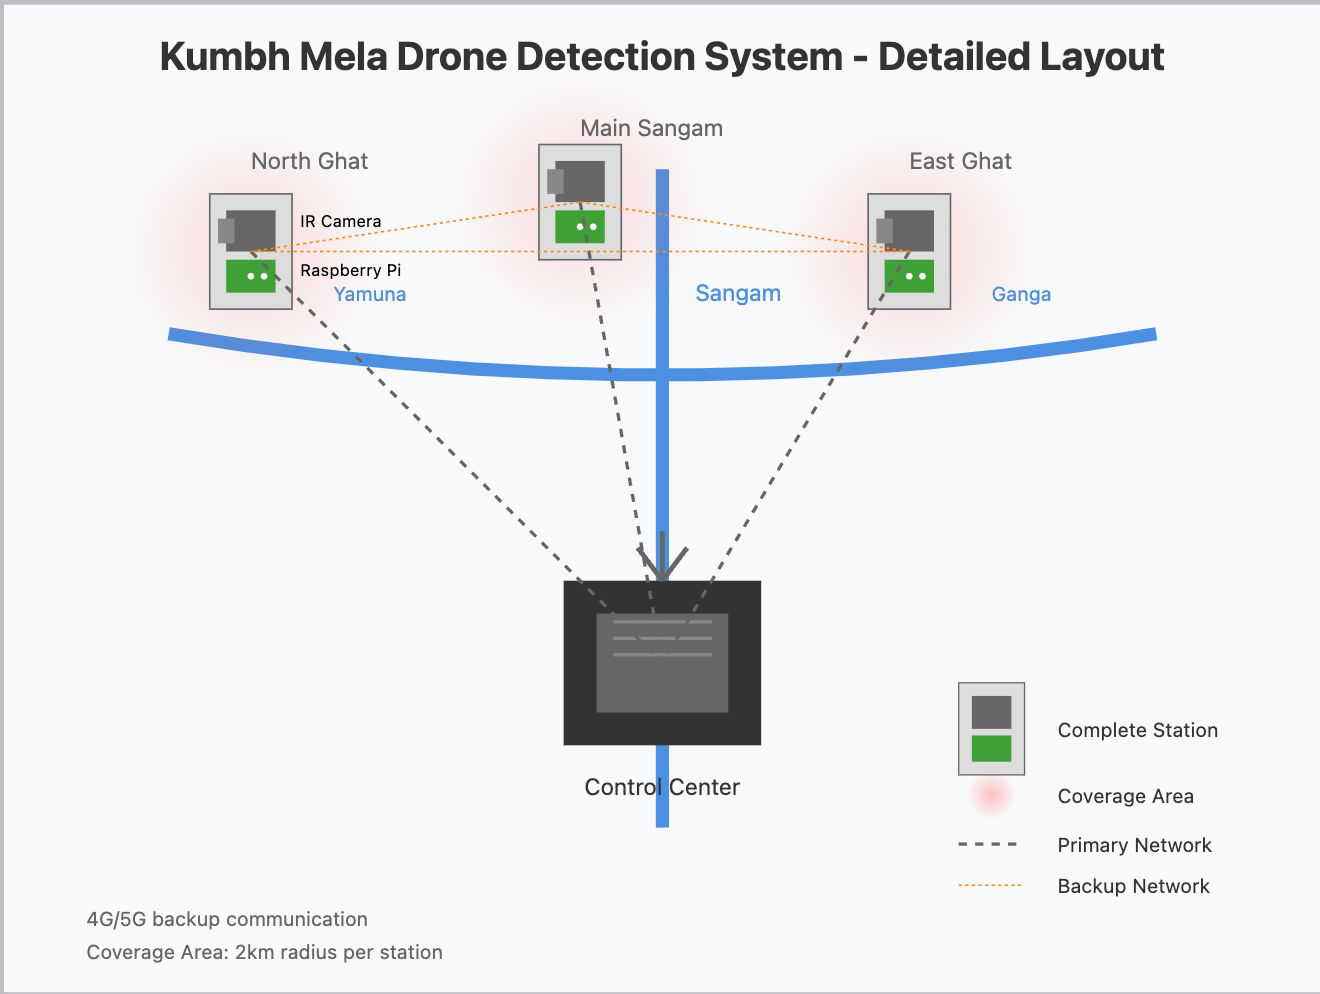 Kumbh Mela Drone Detection System - Detailed Layout
Main Sangam
North Ghat
East Ghat
IR Camera
Raspberry Pi
Yamuna
Sangam
Ganga
Control Center
Complete Station
Coverage Area
Primary Network
Backup Network
4G/5G backup communication
Coverage Area: 2km radius per station